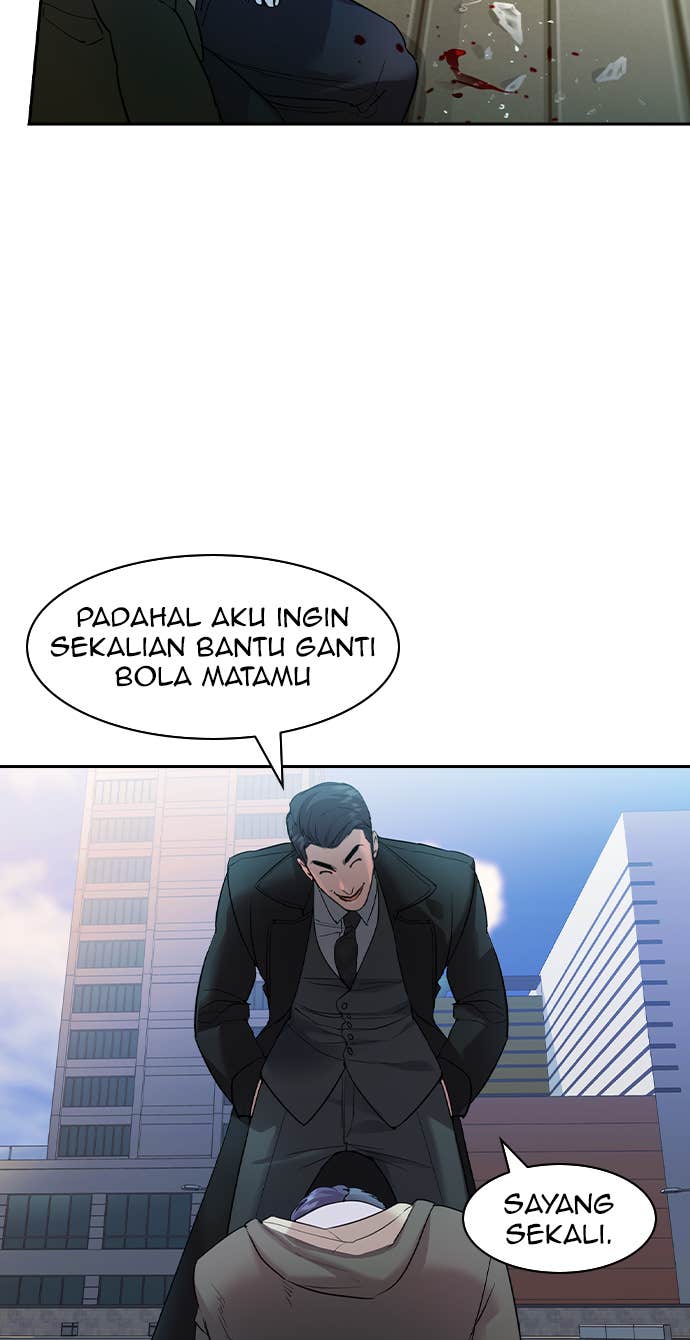 PADAHAL AKU INGIN
SEKALIAN BANTU GANTI
BOLA MATAMU
SAYANG
SEKALI.